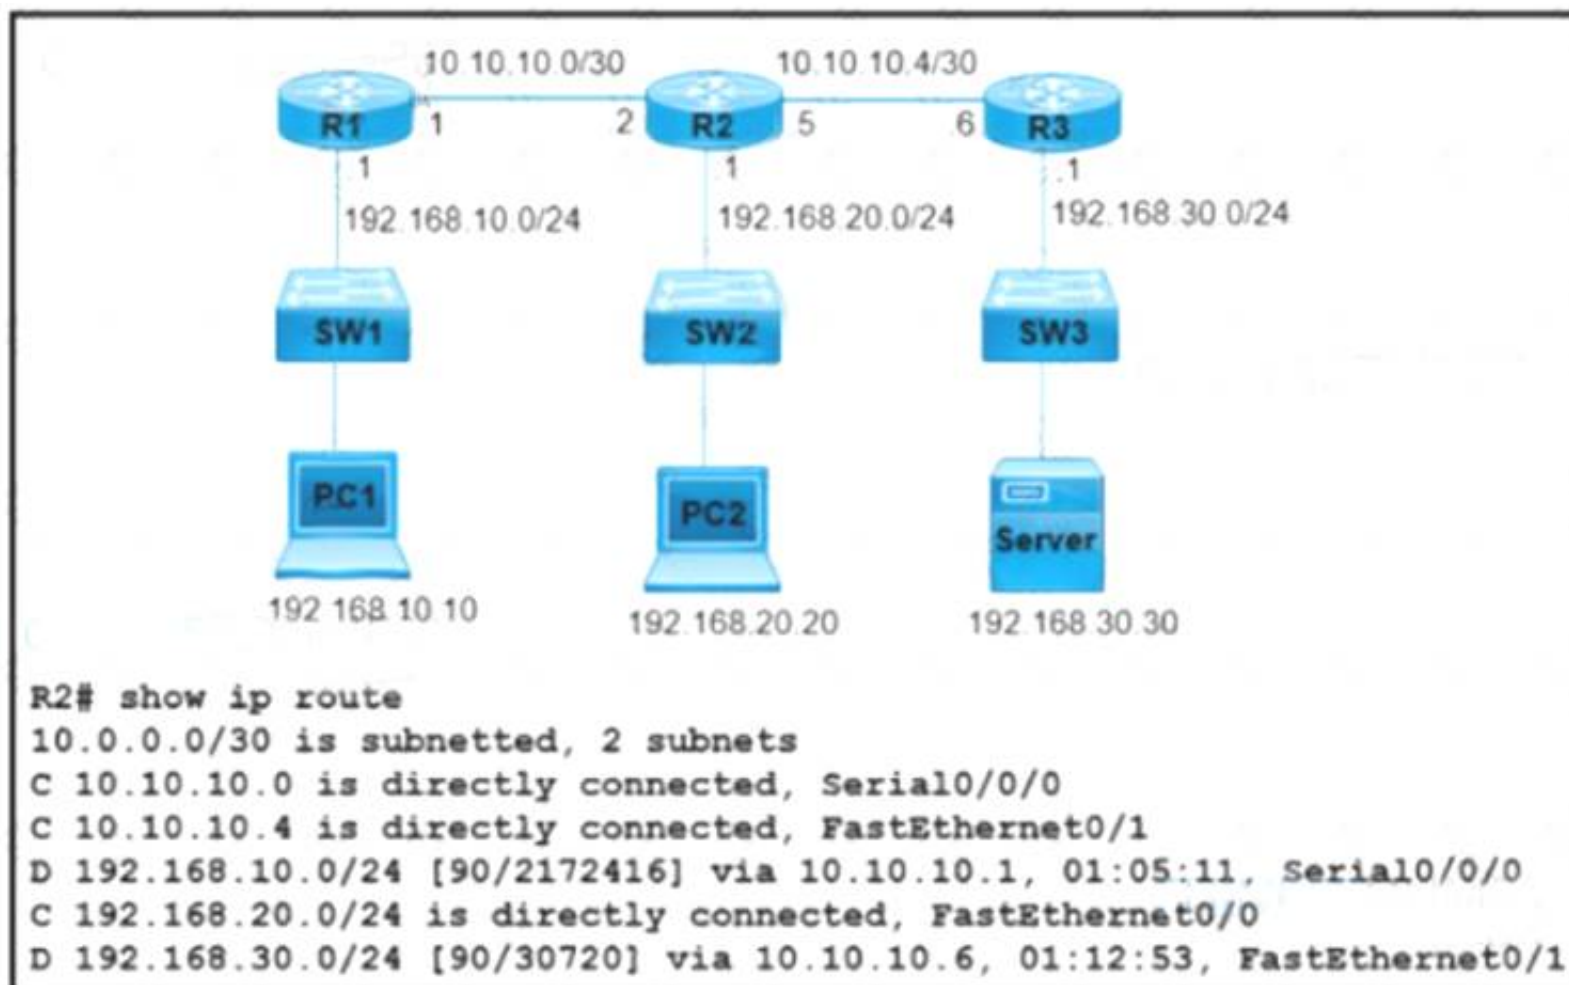 10.10.10.0/30 10.10.10.4/30
R1 1 2 R2 5 6 R3
.1 .1 .1
192.168.10.0/24 192.168.20.0/24 192.168.30.0/24
SW1 SW2 SW3
PC1 PC2 Server
192.168.10.10 192.168.20.20 192.168.30.30
R2# show ip route
10.0.0.0/30 is subnetted, 2 subnets
C 10.10.10.0 is directly connected, Serial0/0/0
C 10.10.10.4 is directly connected, FastEthernet0/1
D 192.168.10.0/24 [90/2172416] via 10.10.10.1, 01:05:11, Serial0/0/0
C 192.168.20.0/24 is directly connected, FastEthernet0/0
D 192.168.30.0/24 [90/30720] via 10.10.10.6, 01:12:53, FastEthernet0/1